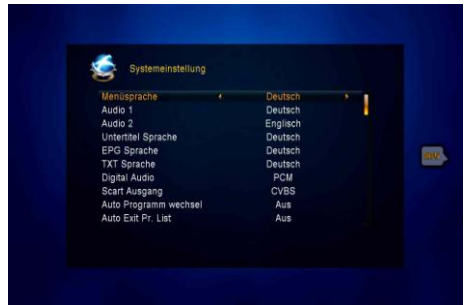 Systemeinstellung
Menüsprache Deutsch
Audio 1 Deutsch
Audio 2 Englisch
Untertitel Sprache Deutsch
EPG Sprache Deutsch
TXT Sprache Deutsch
Digital Audio PCM
Scart Ausgang CVBS
Auto Programm wechsel Aus
Auto Exit Pr. List Aus